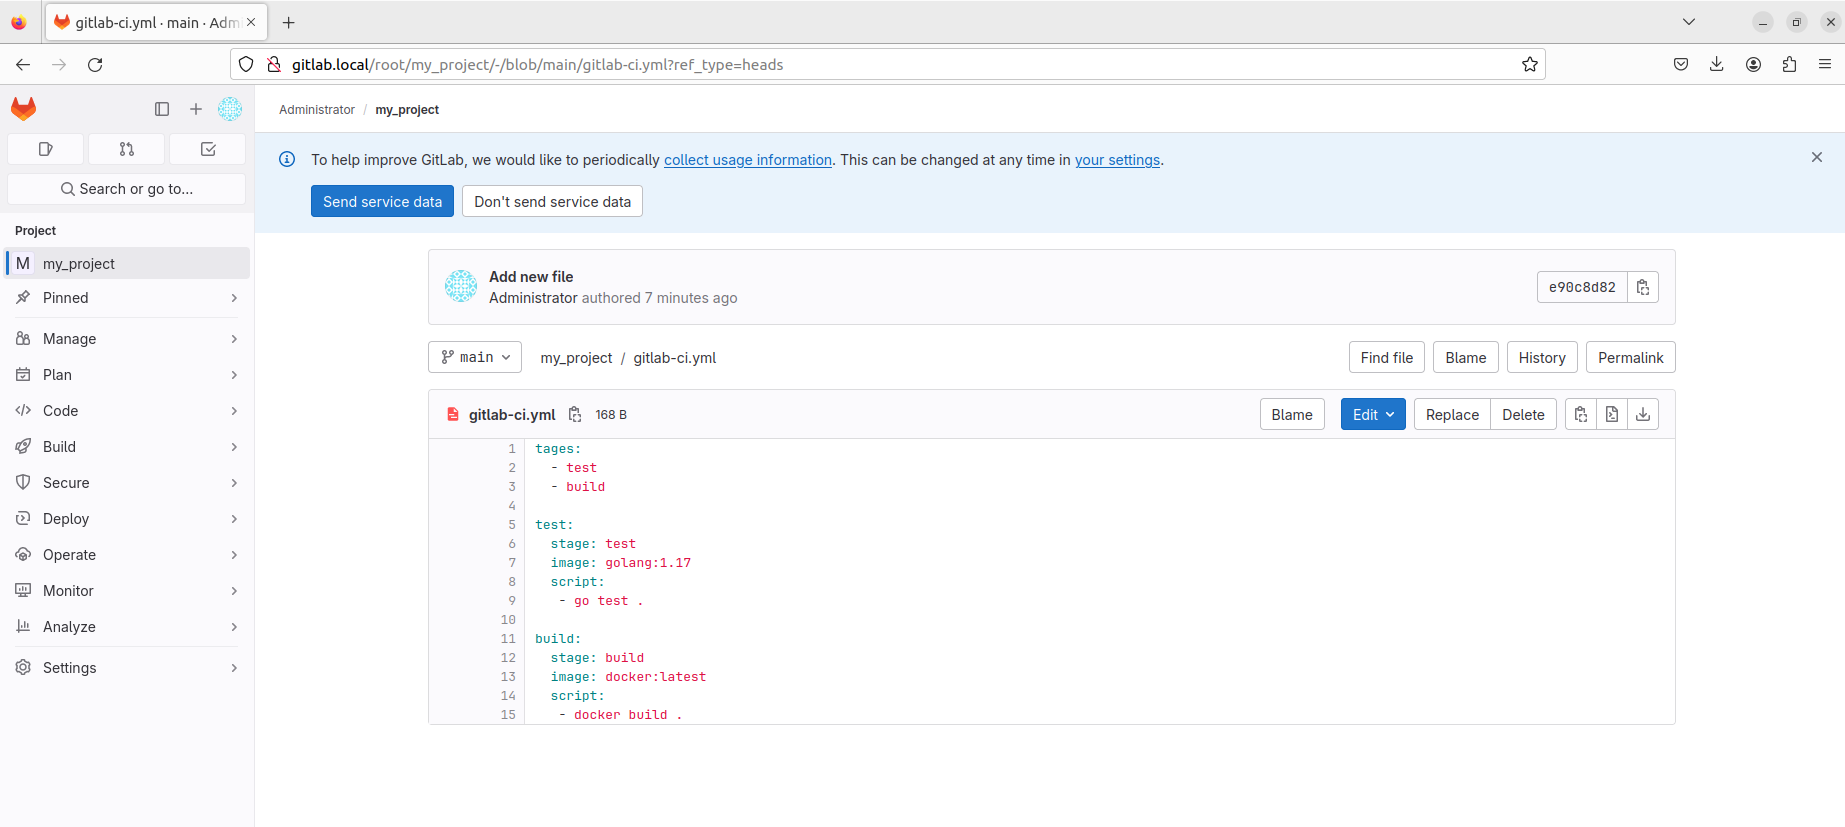 gitlab-ci.yml · main · Adm
gitlab.local/root/my_project/-/blob/main/gitlab-ci.yml?ref_type=heads
Administrator / my_project
To help improve GitLab, we would like to periodically collect usage information. This can be changed at any time in your settings.
Send service data Don't send service data
Search or go to...
Project
M my_project
Pinned
Manage
Plan
Code
Build
Secure
Deploy
Operate
Monitor
Analyze
Settings
Add new file
Administrator authored 7 minutes ago
e90c8d82
main my_project / gitlab-ci.yml
Find file Blame History Permalink
gitlab-ci.yml 168 B
Blame Edit Replace Delete
1 tages:
2 - test
3 - build
4
5 test:
6 stage: test
7 image: golang:1.17
8 script:
9 - go test .
10
11 build:
12 stage: build
13 image: docker:latest
14 script:
15 - docker build .